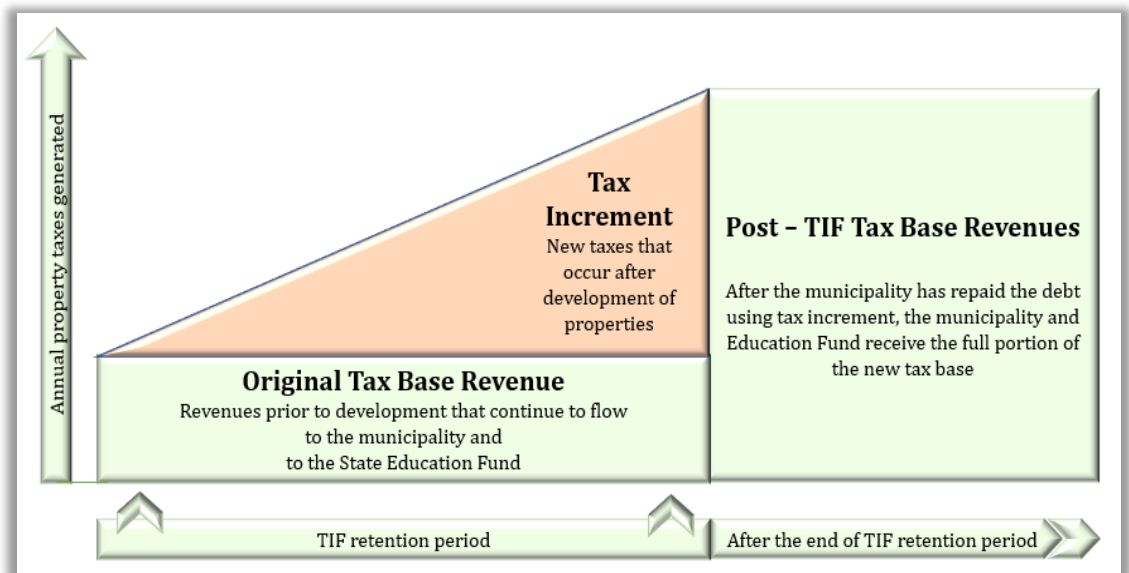 Annual property taxes generated
Tax
Increment
New taxes that
occur after
development of
properties
Original Tax Base Revenue
Revenues prior to development that continue to flow
to the municipality and
to the State Education Fund
Post – TIF Tax Base Revenues
After the municipality has repaid the debt
using tax increment, the municipality and
Education Fund receive the full portion of
the new tax base
TIF retention period
After the end of TIF retention period